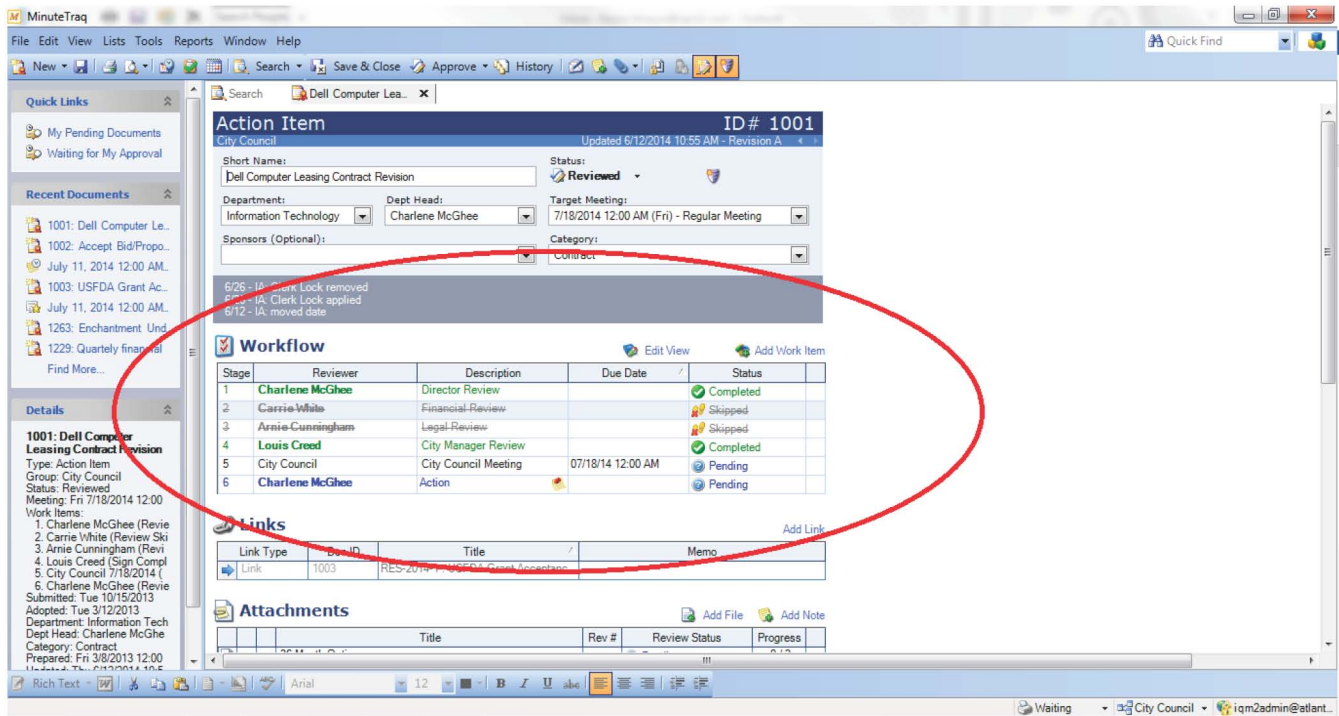 MinuteTraq
File Edit View Lists Tools Reports Window Help
Quick Find
New Search Save & Close Approve History
Quick Links
My Pending Documents
Waiting for My Approval
Recent Documents
1001: Dell Computer Le...
1002: Accept Bid/Propo...
July 11, 2014 12:00 AM...
1003: USFDA Grant Ac...
July 11, 2014 12:00 AM...
1263: Enchantment Und
1229: Quartely financial
Find More...
Details
1001: Dell Computer
Leasing Contract Revision
Type: Action Item
Group: City Council
Status: Reviewed
Meeting: Fri 7/18/2014 12:00
Work Items:
1. Charlene McGhee (Revie
2. Carrie White (Review Ski
3. Arnie Cunningham (Revi
4. Louis Creed (Sign Compl
5. City Council 7/18/2014 (
6. Charlene McGhee (Revie
Submitted: Tue 10/15/2013
Adopted: Tue 3/12/2013
Department: Information Tech
Dept Head: Charlene McGhe
Category: Contract
Prepared: Fri 3/8/2013 12:00
Search Dell Computer Lea...
Action Item ID# 1001
City Council Updated 6/12/2014 10:55 AM - Revision A
Short Name: Status:
Dell Computer Leasing Contract Revision Reviewed
Department: Dept Head: Target Meeting:
Information Technology Charlene McGhee 7/18/2014 12:00 AM (Fri) - Regular Meeting
Sponsors (Optional): Category:
Contract
6/26 - IA: Clerk Lock removed
IA: Clerk Lock applied
6/12 - IA: moved date
Workflow Edit View Add Work Item
Stage Reviewer Description Due Date Status
1 Charlene McGhee Director Review Completed
2 Carrie White Financial Review Skipped
3 Arnie Cunningham Legal Review Skipped
4 Louis Creed City Manager Review Completed
5 City Council City Council Meeting 07/18/14 12:00 AM Pending
6 Charlene McGhee Action Pending
Links Add Link
Link Type Doc ID Title Memo
Link 1003 USFDA Grant Acceptanc
Attachments Add File Add Note
Title Rev # Review Status Progress
Rich Text Arial 12 B I U abc
Waiting City Council iqm2admin@atlant...